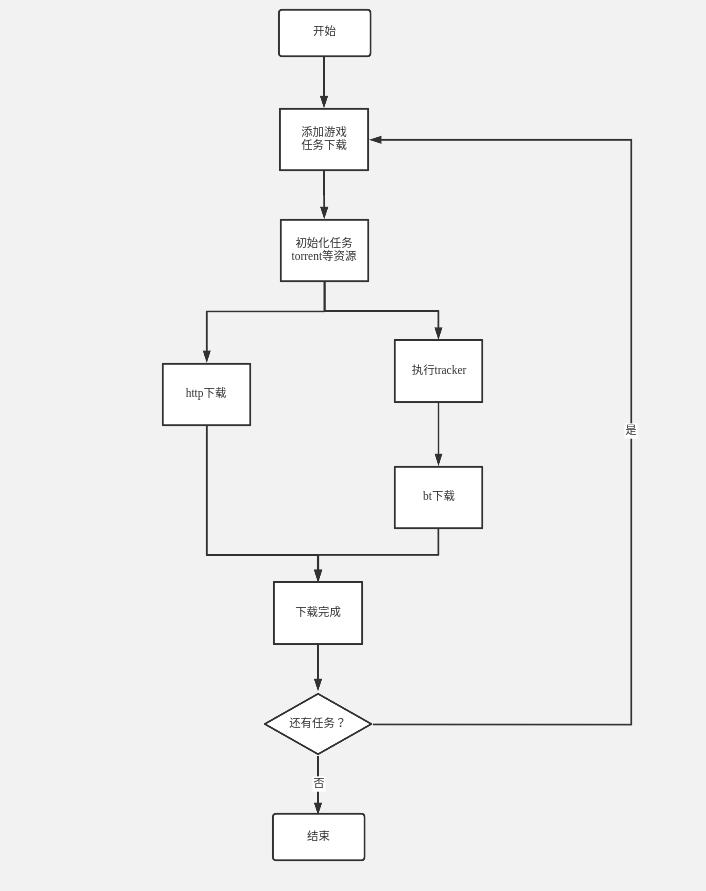 开始
添加游戏
任务下载
初始化任务
torrent等资源
执行tracker
http下载
是
bt下载
下载完成
还有任务？
否
结束